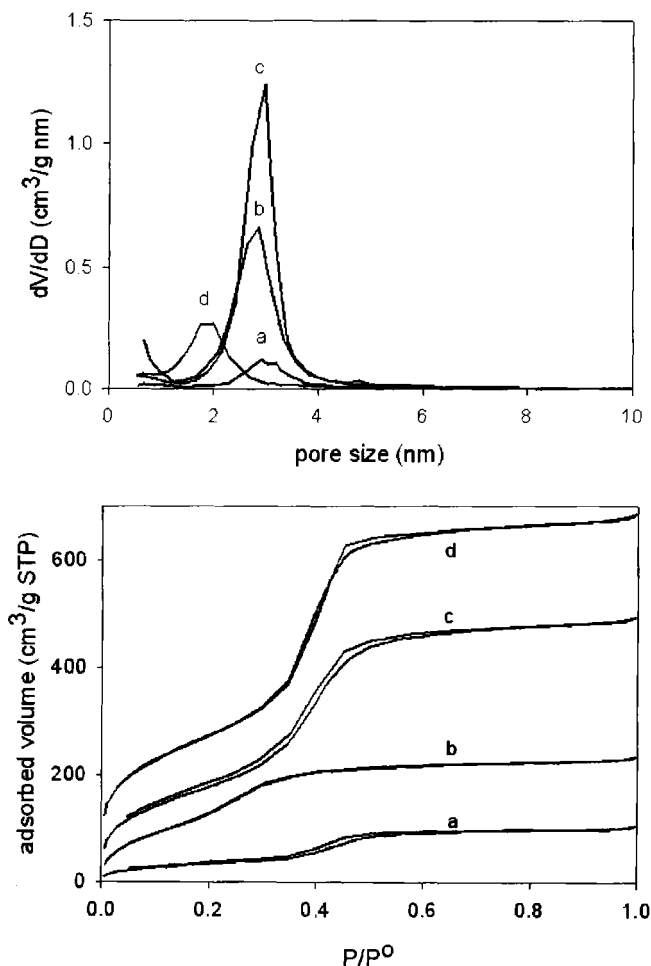 1.5
1.0
0.5
0.0
dV/dD (cm³/g nm)
c
b
d
a
0 2 4 6 8 10
pore size (nm)
600
400
200
0
adsorbed volume (cm³/g STP)
d
c
b
a
0.0 0.2 0.4 0.6 0.8 1.0
P/Pº